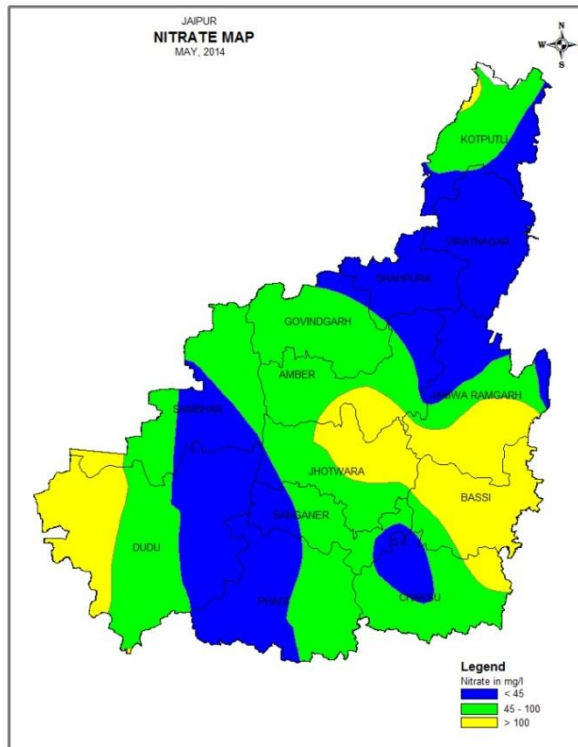 JAIPUR
NITRATE MAP
MAY, 2014
N
W E
S
KOTPUTLI
VIRATNAGAR
SHAHPURA
GOVINDGARH
AMBER
JAMWA RAMGARH
SAMBHAR
JHOTWARA
BASSI
SANGANER
DUDU
PHAGI
CHAKSU
Legend
Nitrate in mg/l
< 45
45 - 100
> 100